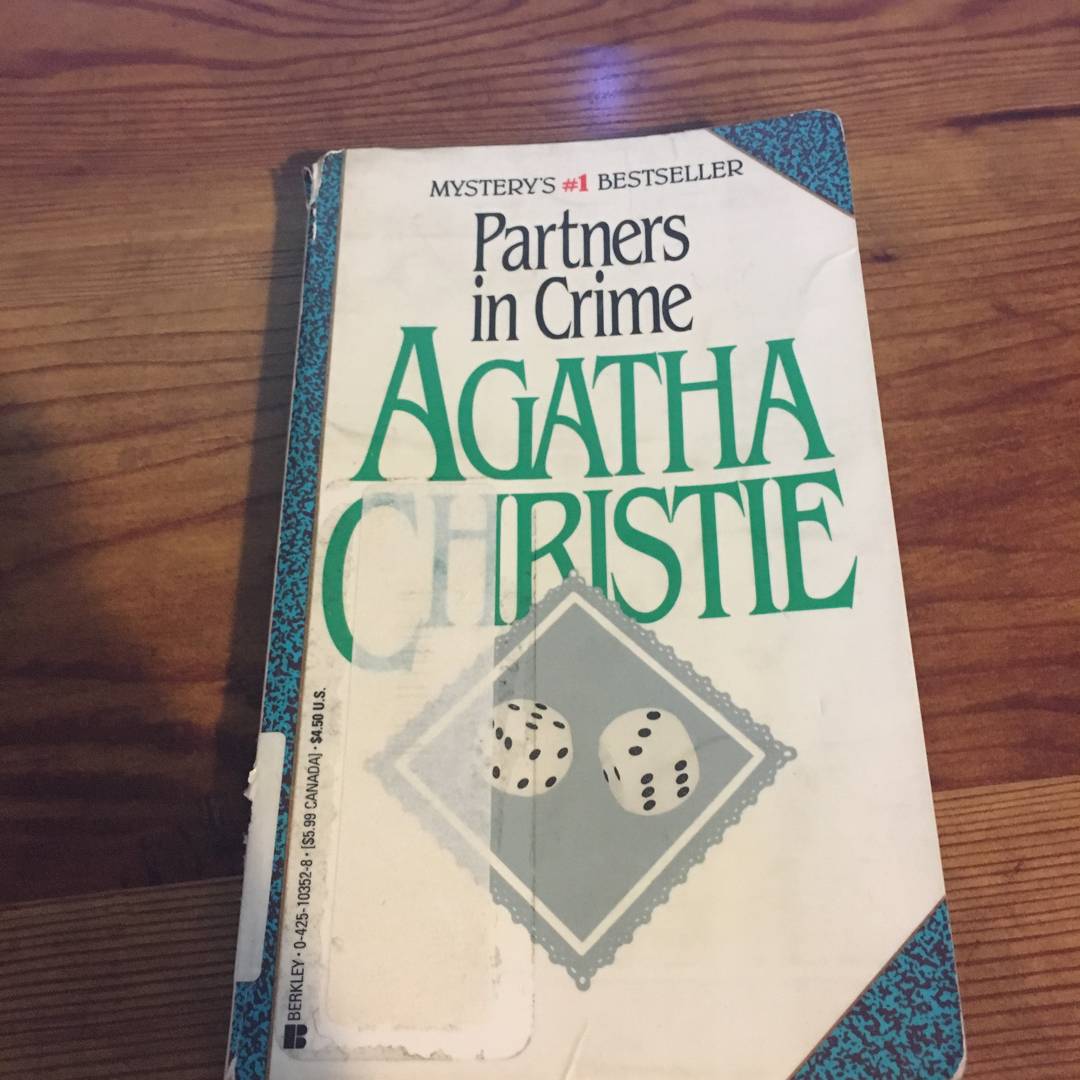 MYSTERY'S #1 BESTSELLER
Partners
in Crime
AGATHA
CHRISTIE
B BERKLEY • 0-425-10352-8 • [$5.99 CANADA] • $4.50 U.S.